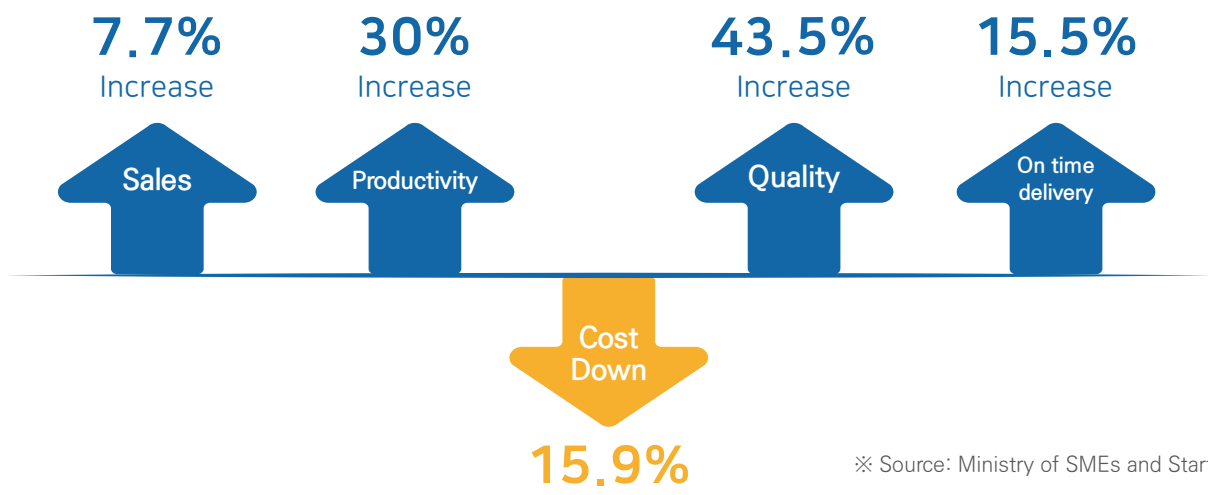 7.7%
Increase
Sales
30%
Increase
Productivity
43.5%
Increase
Quality
15.5%
Increase
On time
delivery
Cost
Down
15.9%
※ Source: Ministry of SMEs and